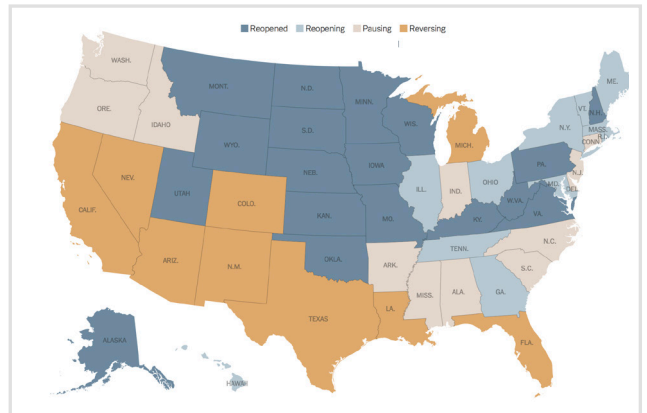 Reopened Reopening Pausing Reversing
WASH.
ME.
MONT.
N.D.
MINN.
VT.
N.H.
ORE.
IDAHO
S.D.
WIS.
N.Y.
MASS.
R.I.
CONN
WYO.
MICH.
IOWA
PA.
N.J.
NEB.
NEV.
OHIO
MD.
DEL.
UTAH
ILL.
IND.
COLO.
W.VA.
VA.
CALIF.
KAN.
MO.
KY.
N.C.
TENN.
ARIZ.
N.M.
OKLA.
ARK.
S.C.
MISS.
ALA.
GA.
TEXAS
LA.
FLA.
ALASKA
HAWAII